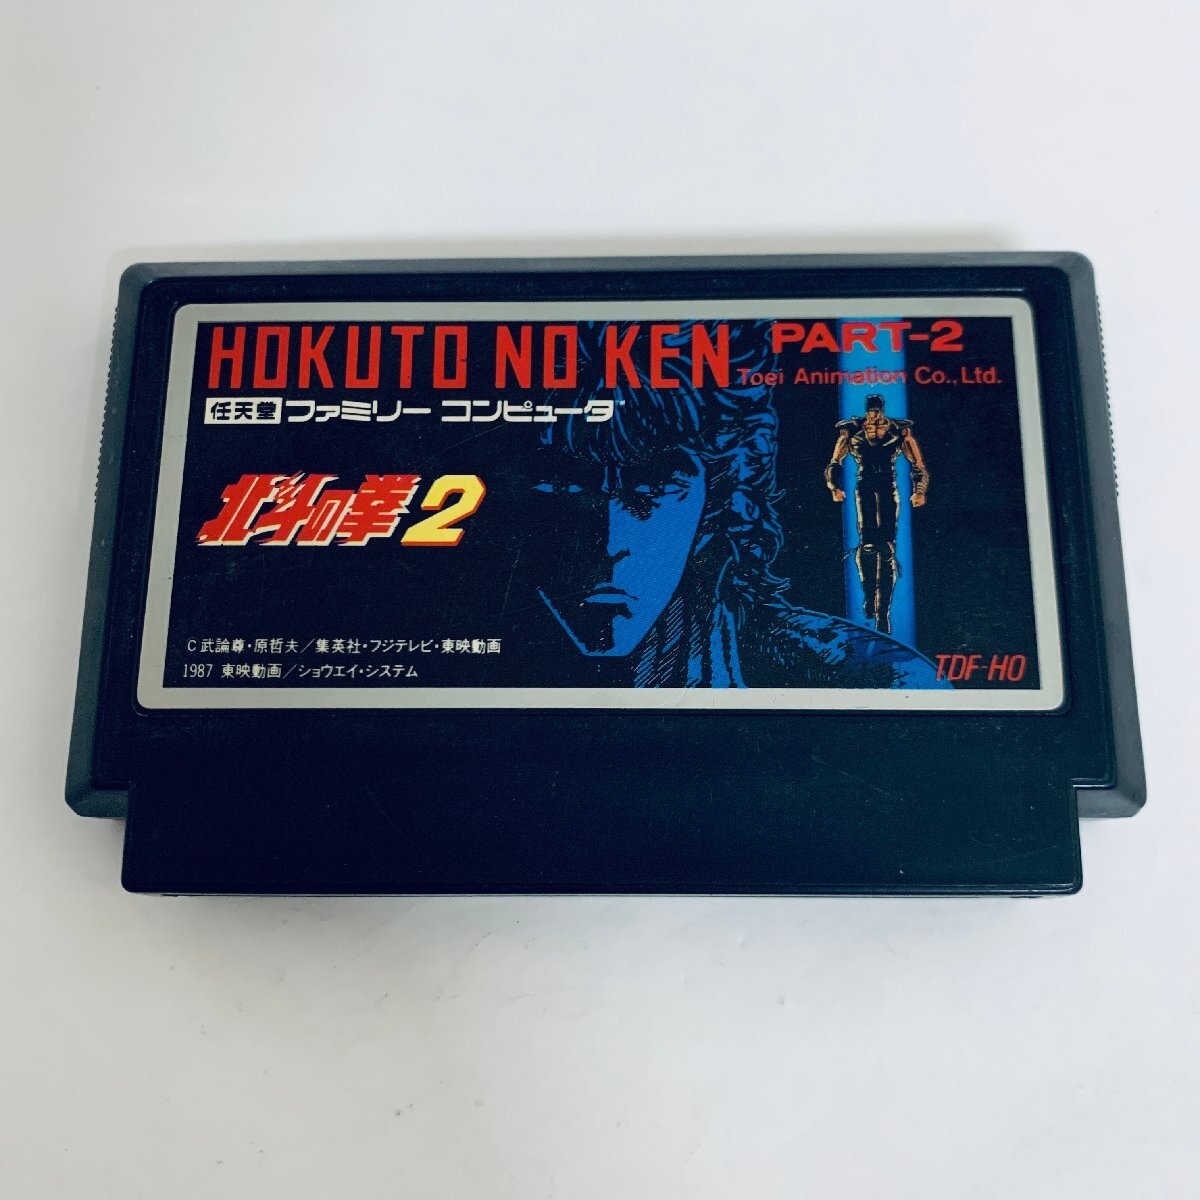 HOKUTO NO KEN PART-2
Toei Animation Co., Ltd.
任天堂 ファミリー コンピュータ™
北斗の拳2
C 武論尊・原哲夫／集英社・フジテレビ・東映動画
1987 東映動画／ショウエイ・システム
TDF-HO